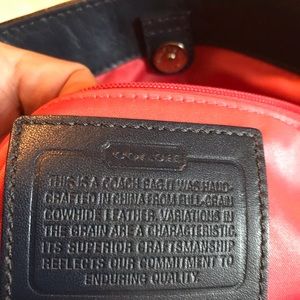 THIS IS A COACH BAG. IT WAS HAND-
CRAFTED IN CHINA FROM FULL-GRAIN
COWHIDE LEATHER. VARIATIONS IN
THE GRAIN ARE A CHARACTERISTIC.
ITS SUPERIOR CRAFTSMANSHIP
REFLECTS OUR COMMITMENT TO
ENDURING QUALITY.